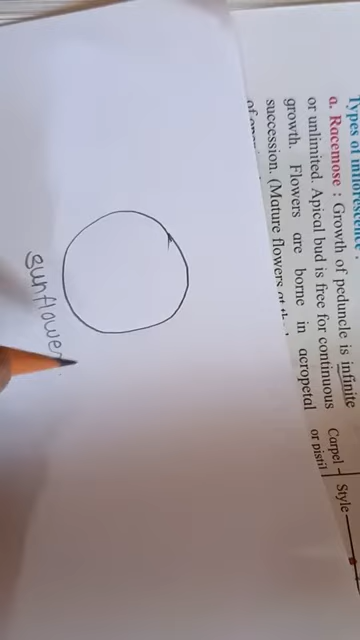 Types of Inflorescence :
a. Racemose : Growth of peduncle is infinite
or unlimited. Apical bud is free for continuous
growth. Flowers are borne in acropetal
succession. (Mature flowers at
Carpel
or pistil
Style
sunflower